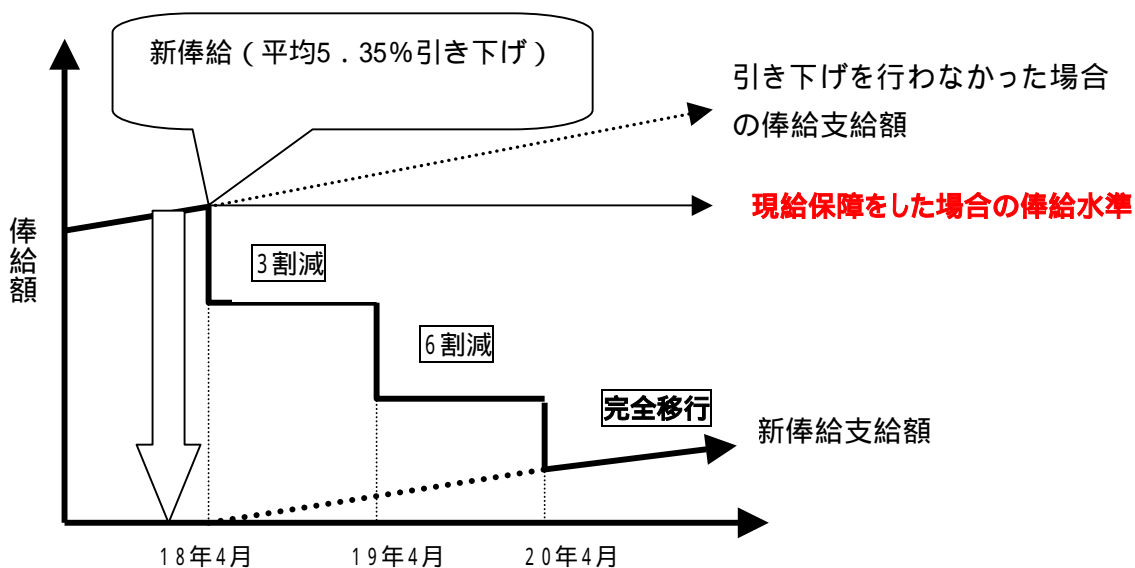 新俸給（平均5．35％引き下げ）
引き下げを行わなかった場合
の俸給支給額
現給保障をした場合の俸給水準
俸給額
3割減
6割減
完全移行
新俸給支給額
18年4月
19年4月
20年4月